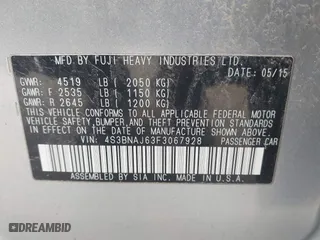 MFD. BY FUJI HEAVY INDUSTRIES LTD.
DATE: 05/15
GVWR: 4519 LB ( 2050 KG)
GAWR: F 2535 LB ( 1150 KG)
GAWR: R 2645 LB ( 1200 KG)
THIS VEHICLE CONFORMS TO ALL APPLICABLE FEDERAL MOTOR
VEHICLE SAFETY, BUMPER, AND THEFT PREVENTION STANDARDS IN
EFFECT ON THE DATE OF MANUFACTURE SHOWN ABOVE.
VIN: 4S3BNAJ63F3067928 PASSENGER CAR
ASSEMBLED BY SIA INC. MADE IN U.S.A.
AUTO.RIA.com